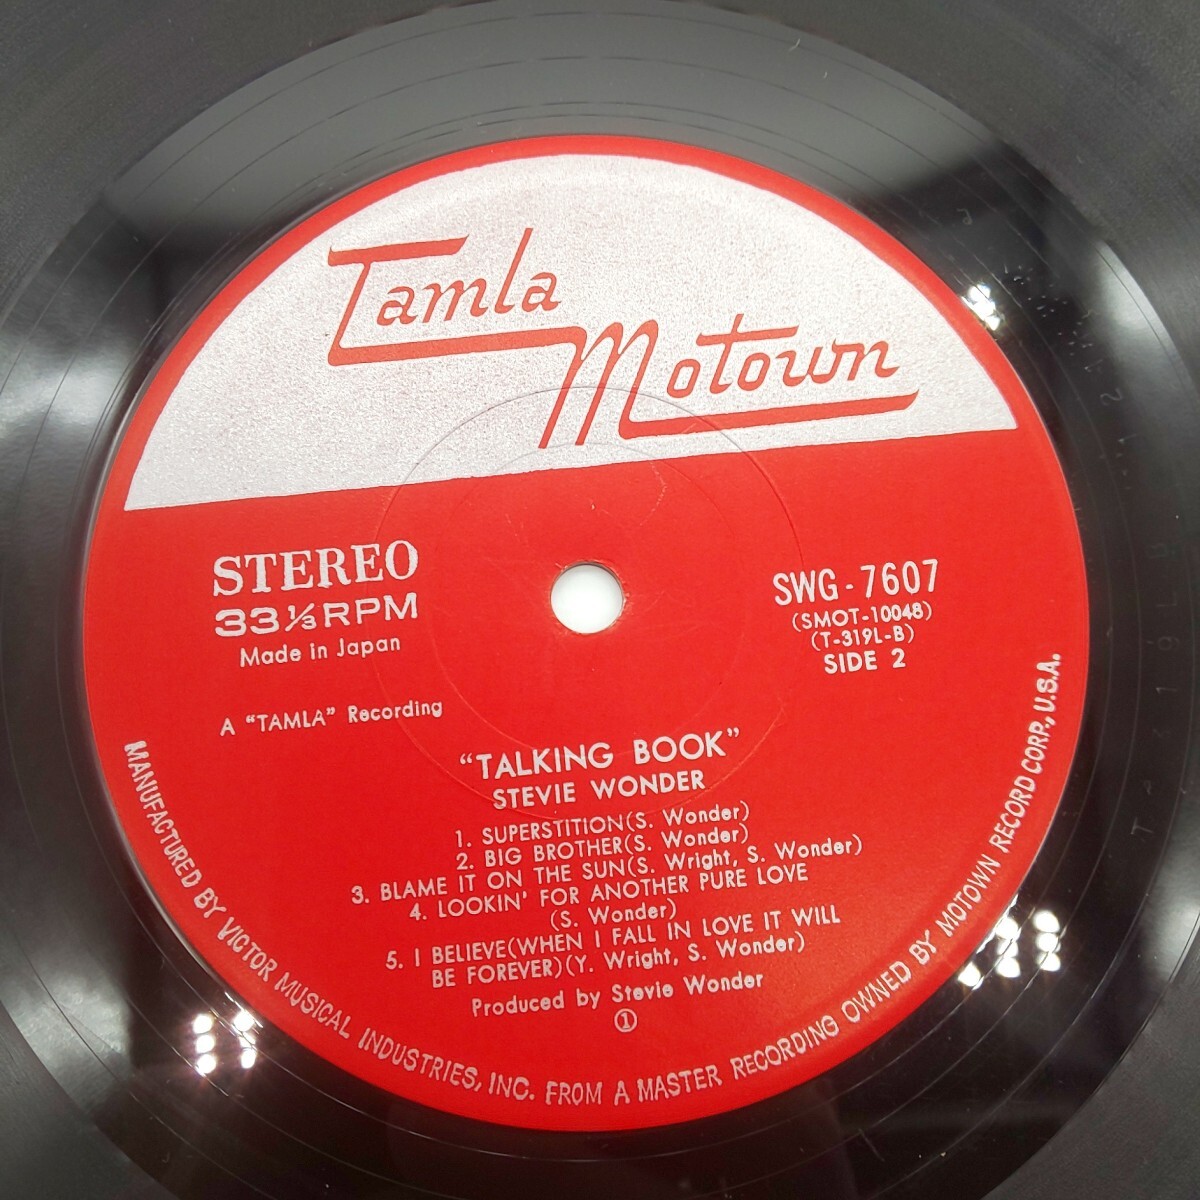 Tamla
Motown
STEREO
33⅓RPM
Made in Japan
SWG-7607
(SMOT-10048)
(T-319L-B)
SIDE 2
A "TAMLA" Recording
"TALKING BOOK"
STEVIE WONDER
1. SUPERSTITION(S. Wonder)
2. BIG BROTHER(S. Wonder)
3. BLAME IT ON THE SUN(S. Wright, S. Wonder)
4. LOOKIN' FOR ANOTHER PURE LOVE
(S. Wonder)
5. I BELIEVE(WHEN I FALL IN LOVE IT WILL
BE FOREVER)(Y. Wright, S. Wonder)
Produced by Stevie Wonder
①
MANUFACTURED BY VICTOR MUSICAL INDUSTRIES, INC. FROM A MASTER RECORDING OWNED BY MOTOWN RECORD CORP., U.S.A.